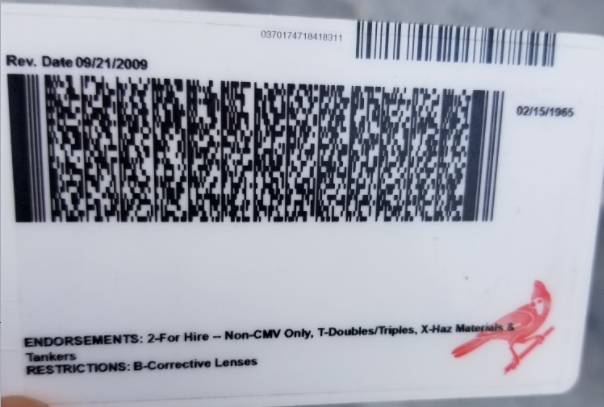 0370174718418311
Rev. Date 09/21/2009
02/15/1965
ENDORSEMENTS: 2-For Hire -- Non-CMV Only, T-Doubles/Triples, X-Haz Materials &
Tankers
RESTRICTIONS: B-Corrective Lenses